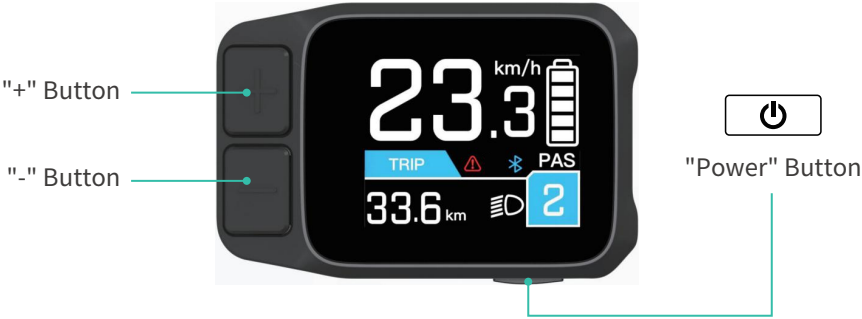 "+" Button
"-" Button
23.3 km/h
TRIP
PAS
33.6 km
2
"Power" Button